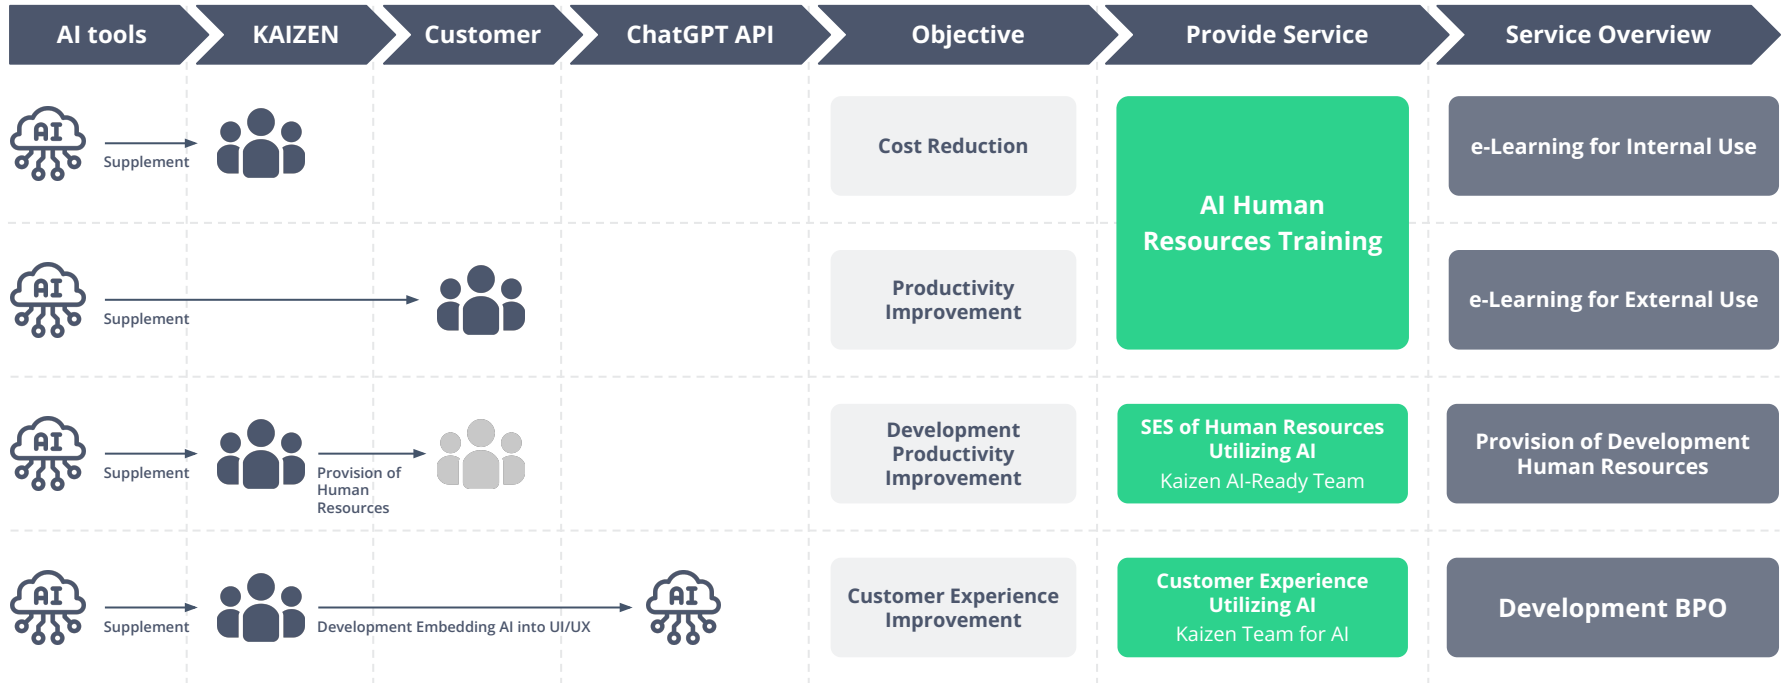 AI tools
KAIZEN
Customer
ChatGPT API
Objective
Provide Service
Service Overview
AI
Supplement
Cost Reduction
AI Human
Resources Training
e-Learning for Internal Use
AI
Supplement
Productivity
Improvement
e-Learning for External Use
AI
Supplement
Provision of
Human
Resources
Development
Productivity
Improvement
SES of Human Resources
Utilizing AI
Kaizen AI-Ready Team
Provision of Development
Human Resources
AI
Supplement
Development Embedding AI into UI/UX
AI
Customer Experience
Improvement
Customer Experience
Utilizing AI
Kaizen Team for AI
Development BPO